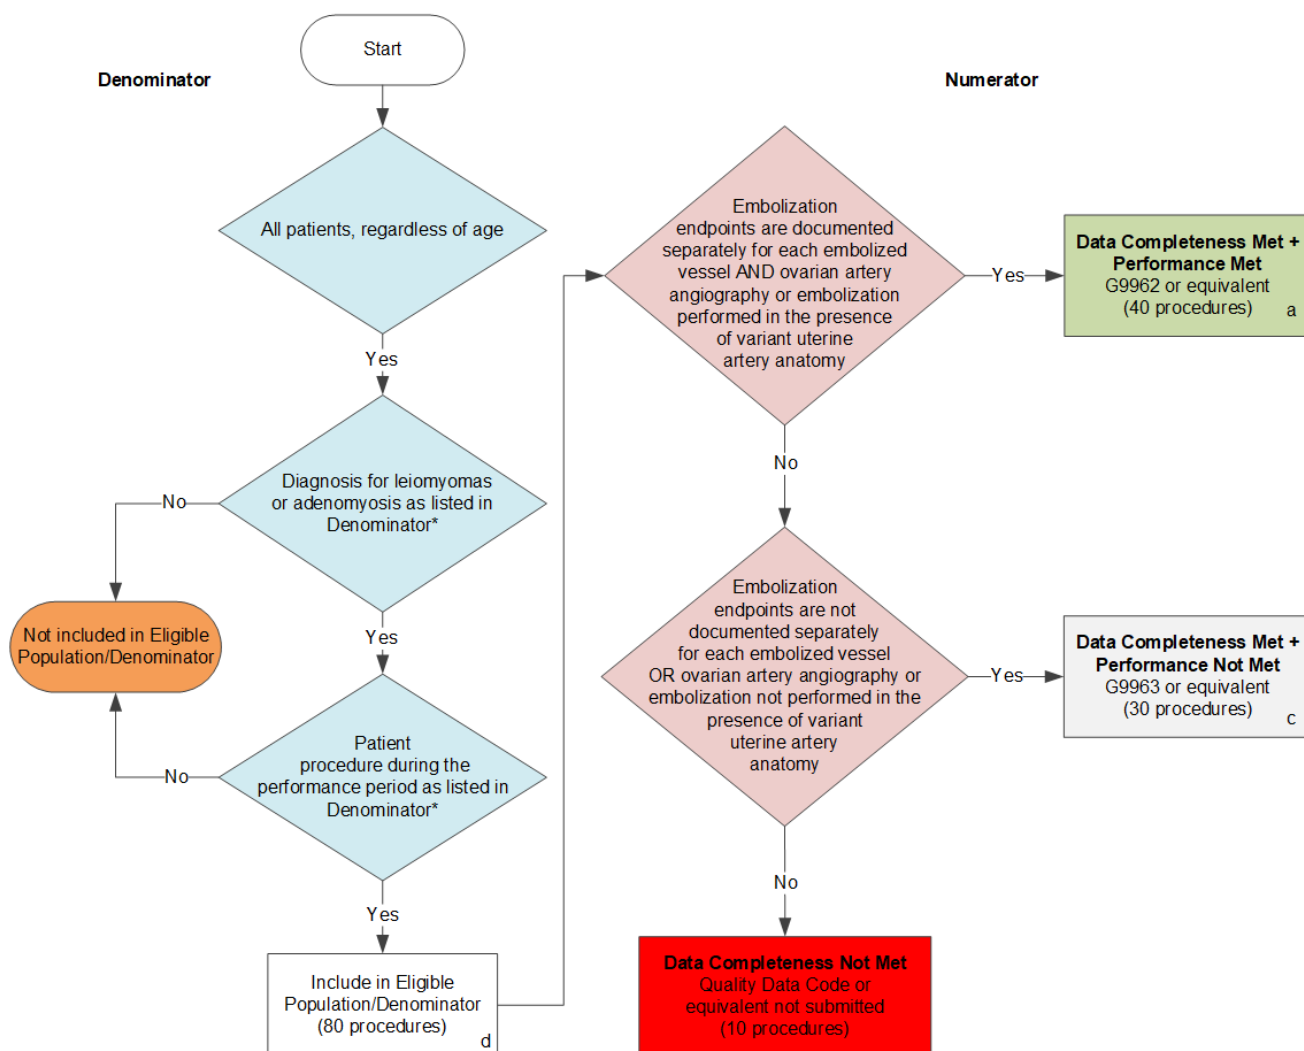 Start
Denominator
All patients, regardless of age
Yes
Diagnosis for leiomyomas
or adenomyosis as listed in
Denominator*
No
Yes
Not included in Eligible
Population/Denominator
Patient
procedure during the
performance period as listed in
Denominator*
No
Yes
Include in Eligible
Population/Denominator
(80 procedures)
d
Numerator
Embolization
endpoints are documented
separately for each embolized
vessel AND ovarian artery
angiography or embolization
performed in the presence
of variant uterine
artery anatomy
Yes
Data Completeness Met +
Performance Met
G9962 or equivalent
(40 procedures)
a
No
Embolization
endpoints are not
documented separately
for each embolized vessel
OR ovarian artery angiography or
embolization not performed in the
presence of variant
uterine artery
anatomy
Yes
Data Completeness Met +
Performance Not Met
G9963 or equivalent
(30 procedures)
c
No
Data Completeness Not Met
Quality Data Code or
equivalent not submitted
(10 procedures)